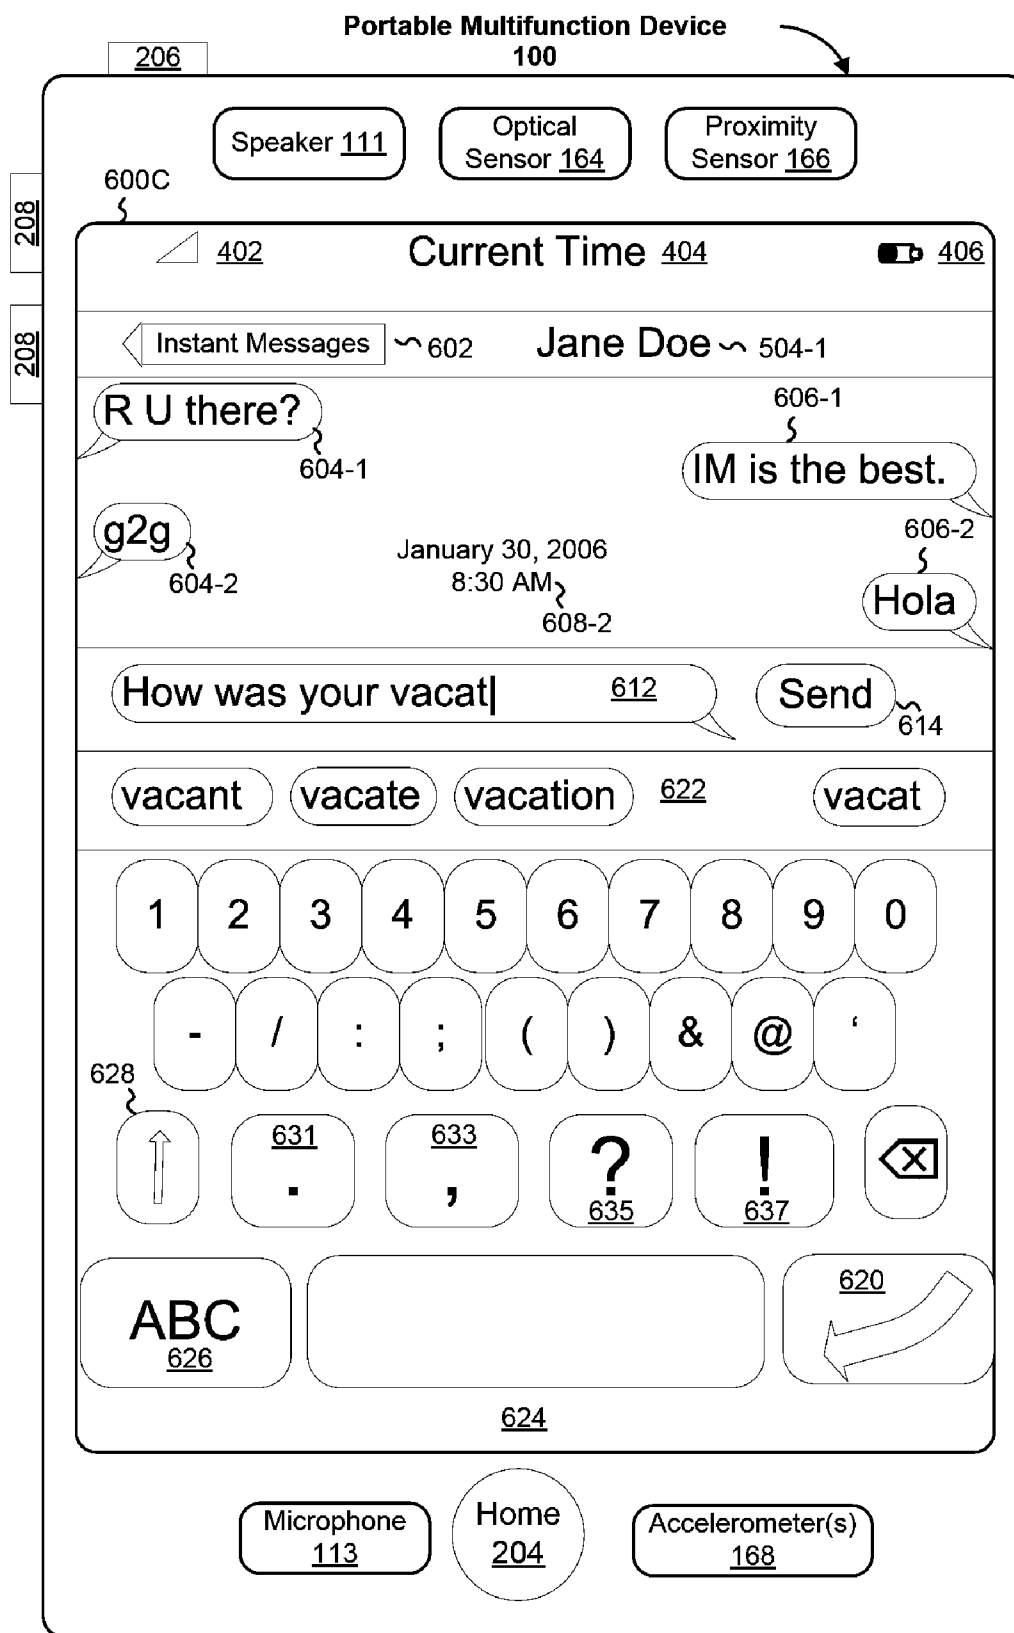 Portable Multifunction Device
100
206
Speaker 111
Optical
Sensor 164
Proximity
Sensor 166
208
600C
402
Current Time 404
406
208
Instant Messages
602
Jane Doe
504-1
R U there?
604-1
606-1
IM is the best.
g2g
604-2
January 30, 2006
8:30 AM
608-2
606-2
Hola
How was your vacat
612
Send
614
vacant
vacate
vacation
622
vacat
1 2 3 4 5 6 7 8 9 0
- / : ; ( ) & @ ‘
628
631
.
633
,
?
635
!
637
ABC
626
620
624
Microphone
113
Home
204
Accelerometer(s)
168